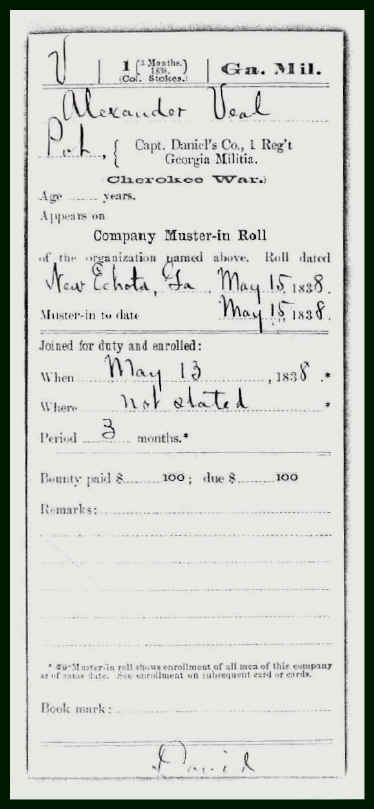 V | 1 (3 Months. 1838. | Ga. Mil.
(Col. Stokes.)
Alexander Veal
Pvt., { Capt. Daniel's Co., 1 Reg't
Georgia Militia.
(Cherokee War.)
Age ........ years.
Appears on
Company Muster-in Roll
of the organization named above. Roll dated
New Echota, Ga May 15, 1838.
Muster-in to date May 15, 1838.
Joined for duty and enrolled:
When May 13, 1838.*
Where not stated *
Period 3 months.*
Bounty paid $........ 100; due $........ 100
Remarks:
* Muster-in roll shows enrollment of all men of this company
as of same date. See enrollment on subsequent card or cards.
Book mark:
David